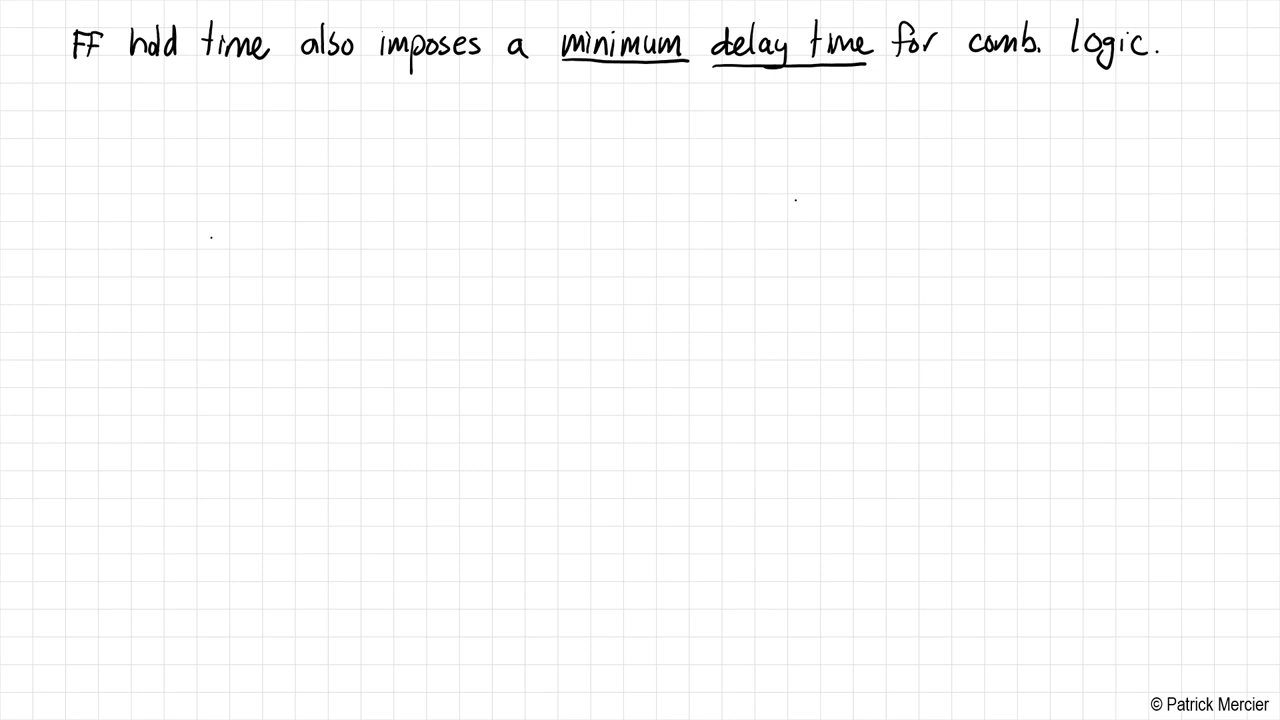 FF hold time also imposes a minimum delay time for comb. logic.
© Patrick Mercier